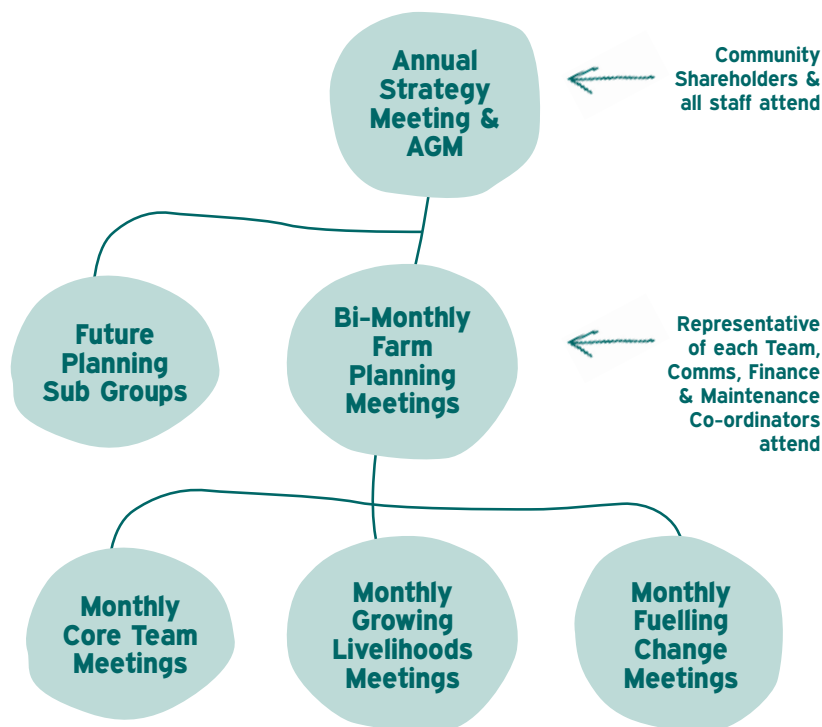 Annual
Strategy
Meeting &
AGM
Community
Shareholders &
all staff attend
Future
Planning
Sub Groups
Bi-Monthly
Farm
Planning
Meetings
Representative
of each Team,
Comms, Finance
& Maintenance
Co-ordinators
attend
Monthly
Core Team
Meetings
Monthly
Growing
Livelihoods
Meetings
Monthly
Fuelling
Change
Meetings